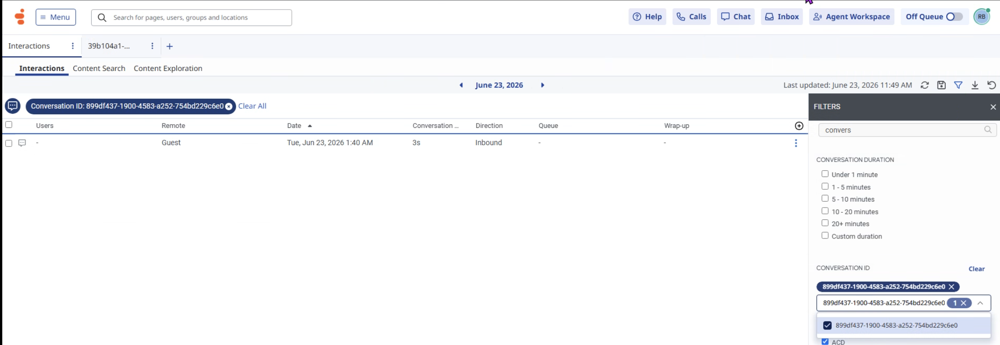 Menu
Search for pages, users, groups and locations
Help
Calls
Chat
Inbox
Agent Workspace
Off Queue
RB
Interactions
39b104a1-...
Interactions Content Search Content Exploration
June 23, 2026
Last updated: June 23, 2026 11:49 AM
Conversation ID: 899df437-1900-4583-a252-754bd229c6e0
Clear All
Users Remote Date Conversation ... Direction Queue Wrap-up
- Guest Tue, Jun 23, 2026 1:40 AM 3s Inbound - -
FILTERS
convers
CONVERSATION DURATION
Under 1 minute
1 - 5 minutes
5 - 10 minutes
10 - 20 minutes
20+ minutes
Custom duration
CONVERSATION ID
Clear
899df437-1900-4583-a252-754bd229c6e0
899df437-1900-4583-a252-754bd229c6e0 1
899df437-1900-4583-a252-754bd229c6e0
ACD